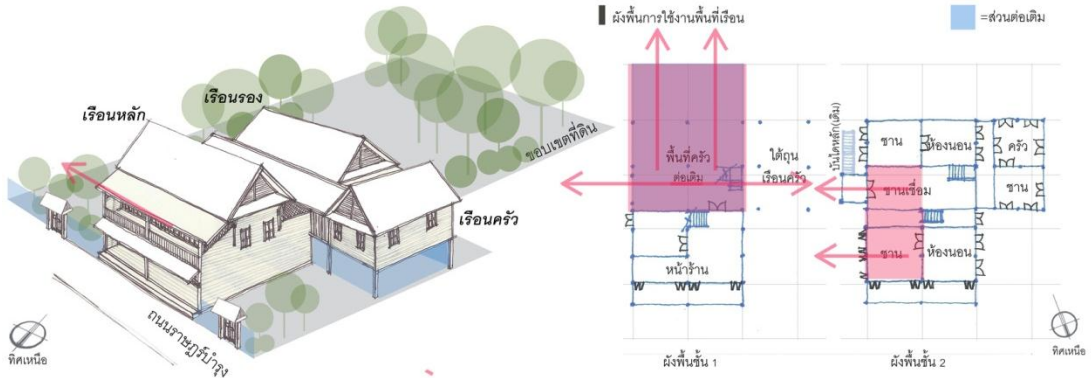 เรือนหลัก
เรือนรอง
เรือนครัว
ขอบเขตที่ดิน
ถนนราษฎร์บำรุง
ทิศเหนือ
ผังพื้นการใช้งานพื้นที่เรือน
=ส่วนต่อเติม
พื้นที่ครัว
ต่อเติม
ใต้ถุน
เรือนครัว
หน้าร้าน
ผังพื้นชั้น 1
บันไดหลัก(เดิม)
ชาน
ห้องนอน
ครัว
ชานเชื่อม
ชาน
ชาน
ห้องนอน
ผังพื้นชั้น 2
ทิศเหนือ